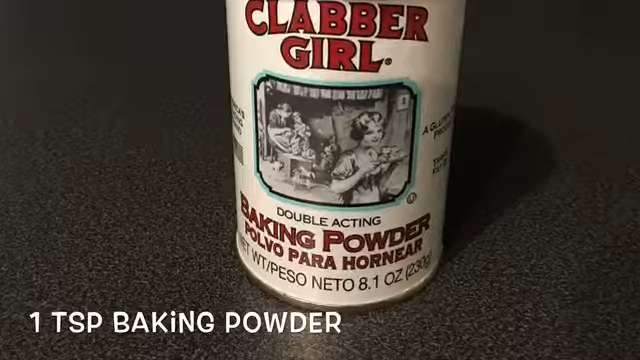 CLABBER
GIRL®
DOUBLE ACTING
BAKING POWDER
POLVO PARA HORNEAR
NET WT/PESO NETO 8.1 OZ (230g)
A GLUTEN
1 TSP BAKING POWDER